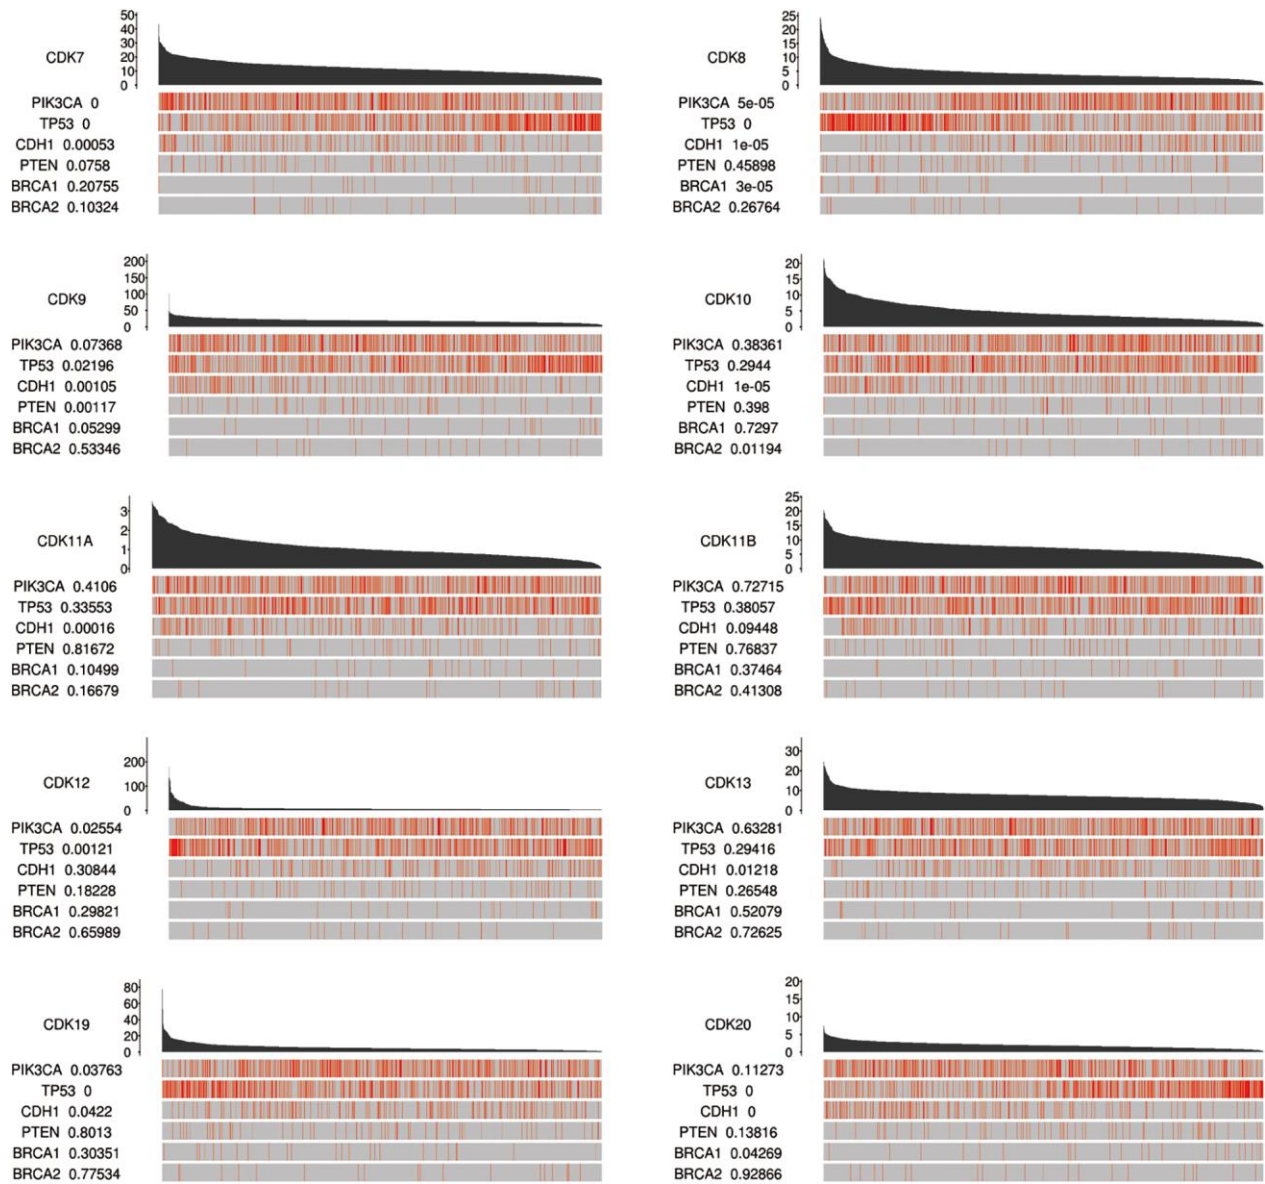 CDK7
50
40
30
20
10
0
PIK3CA 0
TP53 0
CDH1 0.00053
PTEN 0.0758
BRCA1 0.20755
BRCA2 0.10324
CDK8
25
20
15
10
5
0
PIK3CA 5e-05
TP53 0
CDH1 1e-05
PTEN 0.45898
BRCA1 3e-05
BRCA2 0.26764
CDK9
200
150
100
50
0
PIK3CA 0.07368
TP53 0.02196
CDH1 0.00105
PTEN 0.00117
BRCA1 0.05299
BRCA2 0.53346
CDK10
20
15
10
5
0
PIK3CA 0.38361
TP53 0.2944
CDH1 1e-05
PTEN 0.398
BRCA1 0.7297
BRCA2 0.01194
CDK11A
3
2
1
0
PIK3CA 0.4106
TP53 0.33553
CDH1 0.00016
PTEN 0.81672
BRCA1 0.10499
BRCA2 0.16679
CDK11B
25
20
15
10
5
0
PIK3CA 0.72715
TP53 0.38057
CDH1 0.09448
PTEN 0.76837
BRCA1 0.37464
BRCA2 0.41308
CDK12
200
100
0
PIK3CA 0.02554
TP53 0.00121
CDH1 0.30844
PTEN 0.18228
BRCA1 0.29821
BRCA2 0.65989
CDK13
30
20
10
0
PIK3CA 0.63281
TP53 0.29416
CDH1 0.01218
PTEN 0.26548
BRCA1 0.52079
BRCA2 0.72625
CDK19
80
60
40
20
0
PIK3CA 0.03763
TP53 0
CDH1 0.0422
PTEN 0.8013
BRCA1 0.30351
BRCA2 0.77534
CDK20
20
15
10
5
0
PIK3CA 0.11273
TP53 0
CDH1 0
PTEN 0.13816
BRCA1 0.04269
BRCA2 0.92866